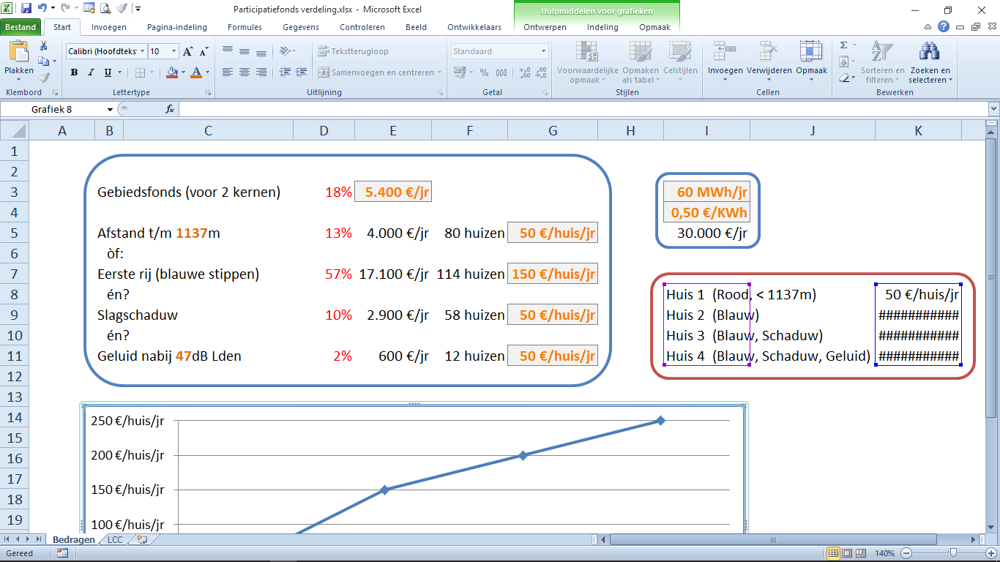 Participatiefonds verdeling.xlsx - Microsoft Excel
Hulpmiddelen voor grafieken
Bestand Start Invoegen Pagina-indeling Formules Gegevens Controleren Beeld Ontwikkelaars Ontwerpen Indeling Opmaak
Plakken
Klembord
Calibri (Hoofdtekst 10
B I U
Lettertype
Tekstterugloop
Samenvoegen en centreren
Uitlijning
Standaard
% 000
Getal
Voorwaardelijke opmaak
Opmaken als tabel
Celstijlen
Stijlen
Invoegen Verwijderen Opmaak
Cellen
Sorteren en filteren
Zoeken en selecteren
Bewerken
Grafiek 8 fx
A B C D E F G H I J K
1
2
3 Gebiedsfonds (voor 2 kernen) 18% 5.400 €/jr 60 MWh/jr
4 0,50 €/KWh
5 Afstand t/m 1137m 13% 4.000 €/jr 80 huizen 50 €/huis/jr 30.000 €/jr
6 òf:
7 Eerste rij (blauwe stippen) 57% 17.100 €/jr 114 huizen 150 €/huis/jr
8 én? Huis 1 (Rood, < 1137m) 50 €/huis/jr
9 Slagschaduw 10% 2.900 €/jr 58 huizen 50 €/huis/jr Huis 2 (Blauw) ###########
10 én? Huis 3 (Blauw, Schaduw) ###########
11 Geluid nabij 47dB Lden 2% 600 €/jr 12 huizen 50 €/huis/jr Huis 4 (Blauw, Schaduw, Geluid) ###########
12
13
14 250 €/huis/jr
15
16 200 €/huis/jr
17
18 150 €/huis/jr
19 100 €/huis/jr
Bedragen LCC
Gereed 140%